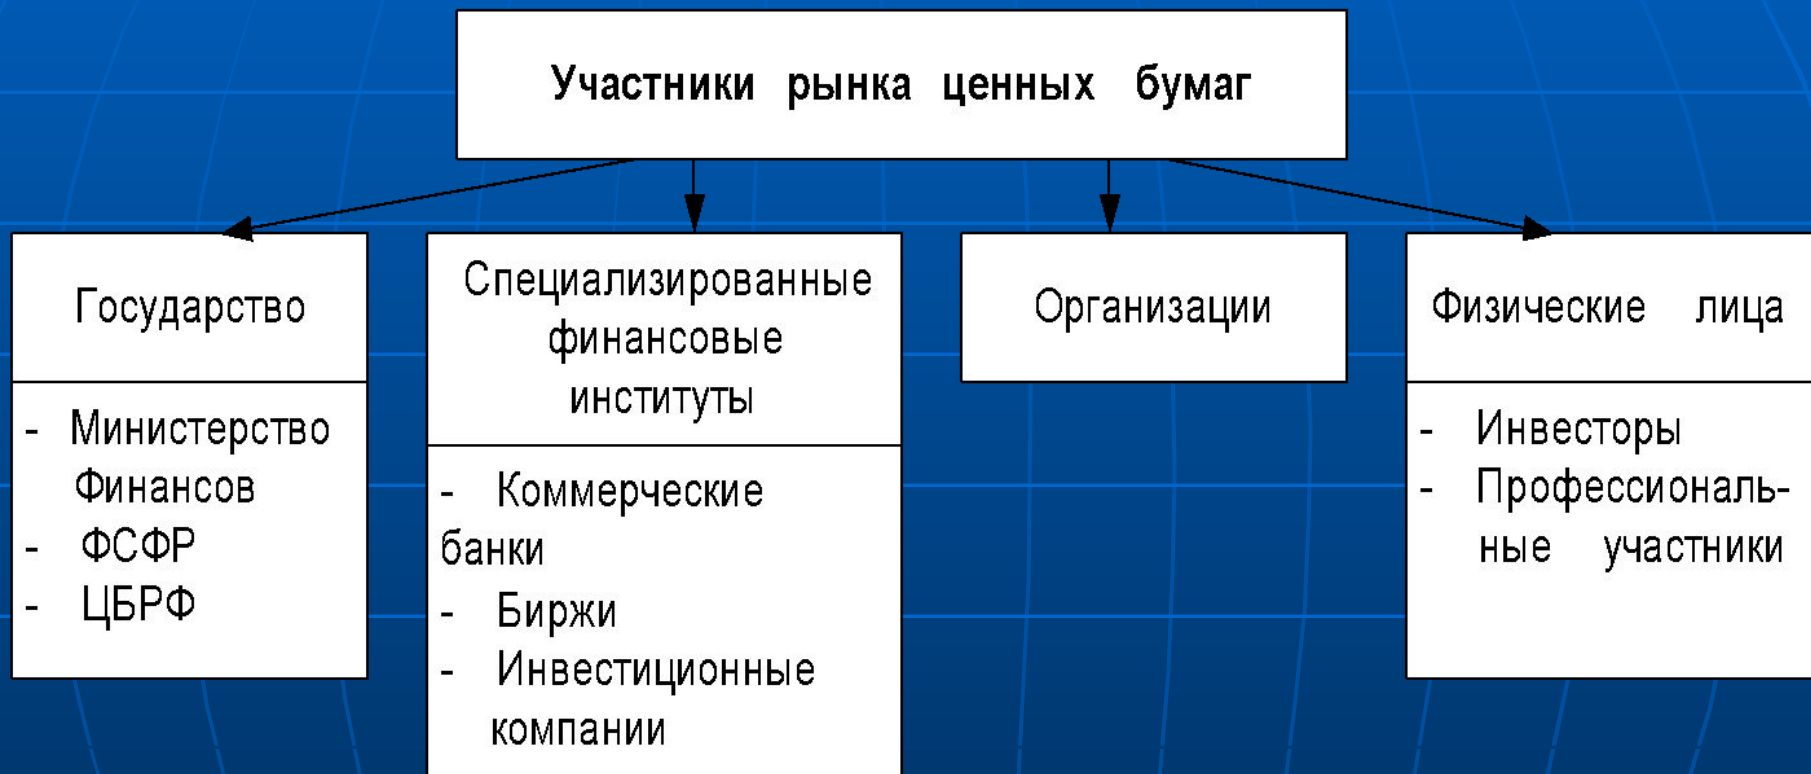 Участники рынка ценных бумаг
Государство
- Министерство
Финансов
- ФСФР
- ЦБРФ
Специализированные
финансовые
институты
- Коммерческие
банки
- Биржи
- Инвестиционные
компании
Организации
Физические лица
- Инвесторы
- Профессиональ-
ные участники